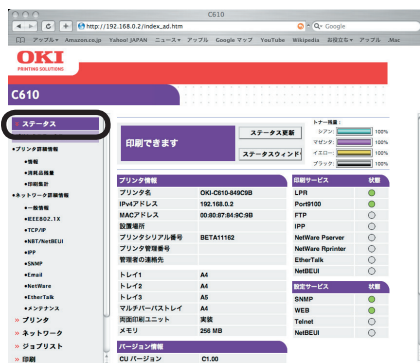 C610
http://192.168.0.2/index_ad.htm
Google
Amazon.co.jp Yahoo! JAPAN ニュース▼ アップル Google マップ YouTube Wikipedia お役立ち▼ アップル .Mac
OKI
PRINTING SOLUTIONS
C610
ステータス
•プリンタ詳細情報
•情報
•消耗品残量
•印刷集計
•ネットワーク詳細情報
•一般情報
•IEEE802.1X
•TCP/IP
•NBT/NetBEUI
•IPP
•SNMP
•Email
•NetWare
•EtherTalk
•メンテナンス
» プリンタ
» ネットワーク
» ジョブリスト
» 印刷
印刷できます
ステータス更新
ステータスウィンド
トナー残量:
シアン: 100%
マゼンタ: 100%
イエロー: 100%
ブラック: 100%
プリンタ情報
プリンタ名 OKI-C610-849C9B
IPv4アドレス 192.168.0.2
MACアドレス 00:80:87:84:9C:9B
設置場所
プリンタシリアル番号 BETA11162
プリンタ管理番号
管理者の連絡先
トレイ1 A4
トレイ2 A4
トレイ3 A5
マルチパーパストレイ A4
両面印刷ユニット 実装
メモリ 256 MB
バージョン情報
CU バージョン C1.00
印刷サービス 状態
LPR
Port9100
FTP
IPP
NetWare Pserver
NetWare Rprinter
EtherTalk
NetBEUI
設定サービス 状態
SNMP
WEB
Telnet
NetBEUI